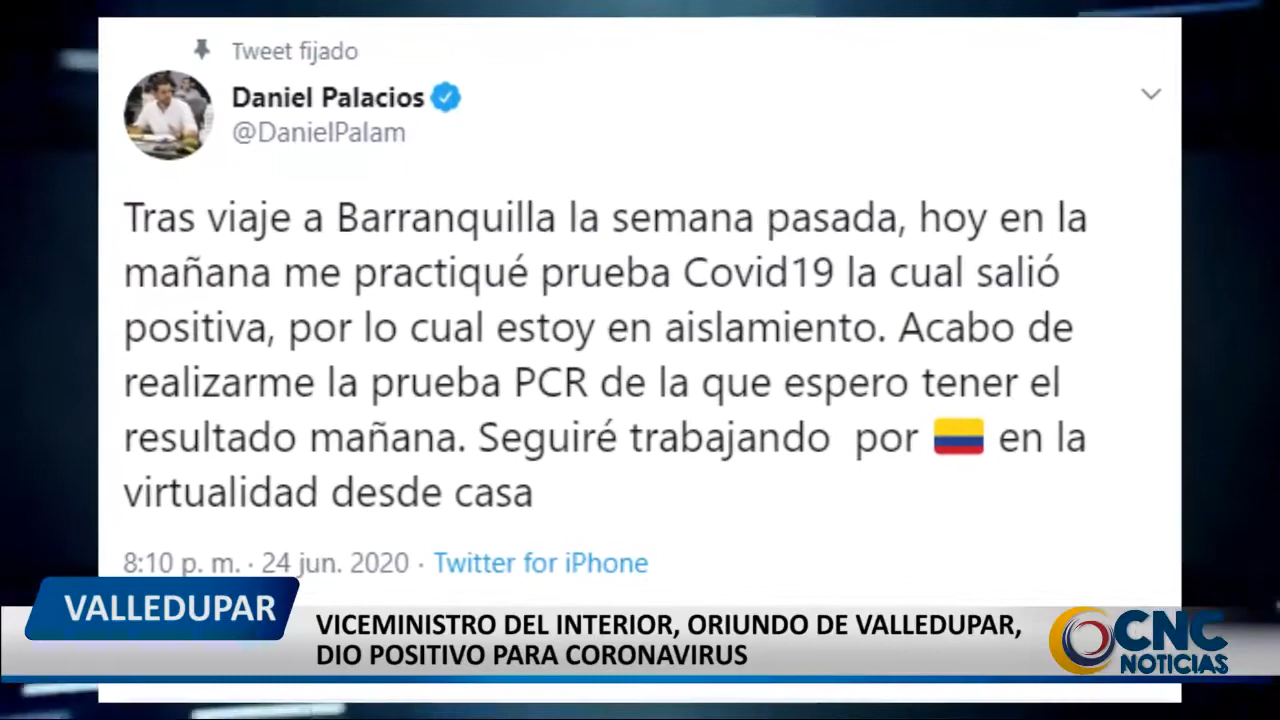 Tweet fijado
Daniel Palacios
@DanielPalam
Tras viaje a Barranquilla la semana pasada, hoy en la
mañana me practiqué prueba Covid19 la cual salió
positiva, por lo cual estoy en aislamiento. Acabo de
realizarme la prueba PCR de la que espero tener el
resultado mañana. Seguiré trabajando por 🇨🇴 en la
virtualidad desde casa
8:10 p. m. · 24 jun. 2020 · Twitter for iPhone
VALLEDUPAR
VICEMINISTRO DEL INTERIOR, ORIUNDO DE VALLEDUPAR,
DIO POSITIVO PARA CORONAVIRUS
CNC
NOTICIAS